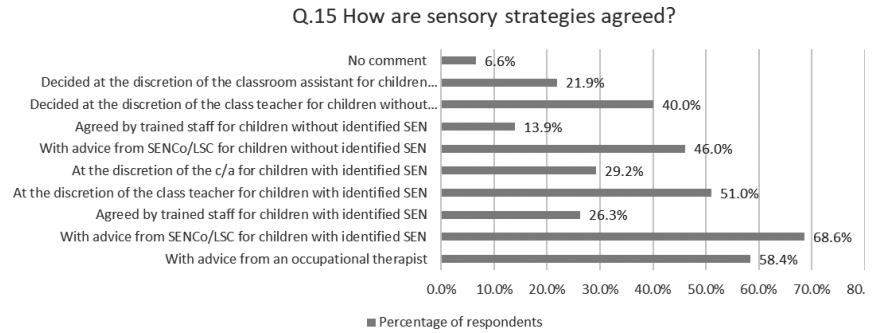 Q.15 How are sensory strategies agreed?
No comment 6.6%
Decided at the discretion of the classroom assistant for children... 21.9%
Decided at the discretion of the class teacher for children without... 40.0%
Agreed by trained staff for children without identified SEN 13.9%
With advice from SENCo/LSC for children without identified SEN 46.0%
At the discretion of the c/a for children with identified SEN 29.2%
At the discretion of the class teacher for children with identified SEN 51.0%
Agreed by trained staff for children with identified SEN 26.3%
With advice from SENCo/LSC for children with identified SEN 68.6%
With advice from an occupational therapist 58.4%
0.0% 10.0% 20.0% 30.0% 40.0% 50.0% 60.0% 70.0% 80.
Percentage of respondents